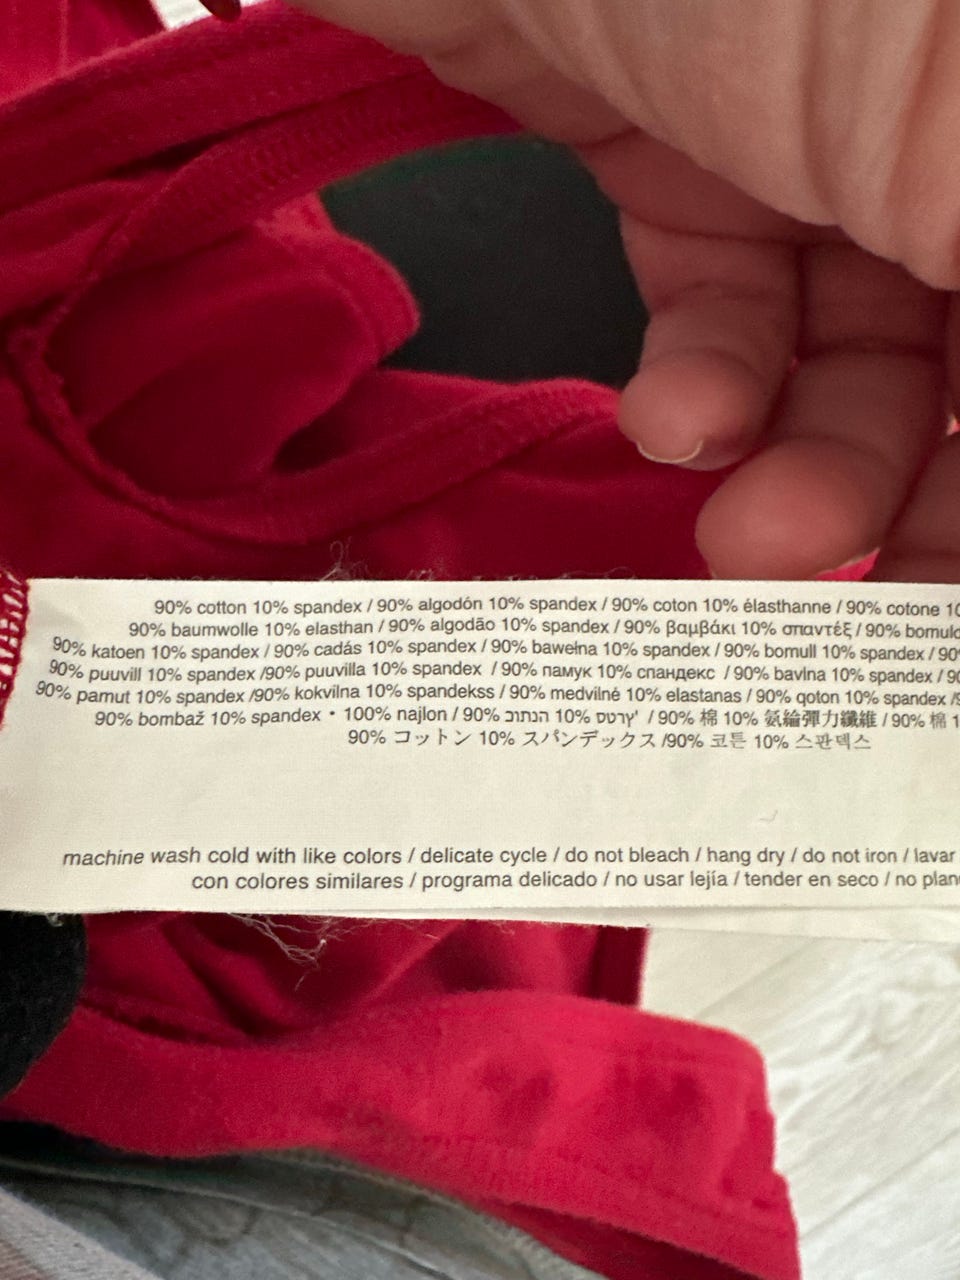 90% cotton 10% spandex / 90% algodón 10% spandex / 90% coton 10% élasthanne / 90% cotone
90% baumwolle 10% elasthan / 90% algodão 10% spandex / 90% βαμβάκι 10% σπαντέξ / 90%
90% katoen 10% spandex / 90% cadás 10% spandex / 90% bawełna 10% spandex / 90% bomull 10% spandex /
90% puuvill 10% spandex /90% puuvilla 10% spandex / 90% памук 10% спандекс / 90% bavlna 10% spandex /
90% pamut 10% spandex /90% kokvilna 10% spandekss / 90% medvilnė 10% elastanas / 90% qoton 10% spandex /
90% bombaž 10% spandex • 100% najlon / 90% 10% / 90% 棉 10% 氨綸彈力纖維 / 90% 棉
90% コットン 10% スパンデックス /90% 코튼 10% 스판덱스
machine wash cold with like colors / delicate cycle / do not bleach / hang dry / do not iron / lavar
con colores similares / programa delicado / no usar lejía / tender en seco / no